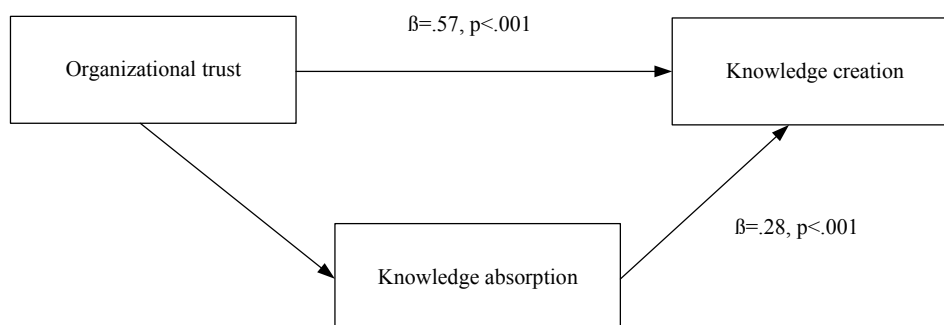 ß=.57, p<.001
Organizational trust
Knowledge creation
ß=.28, p<.001
Knowledge absorption